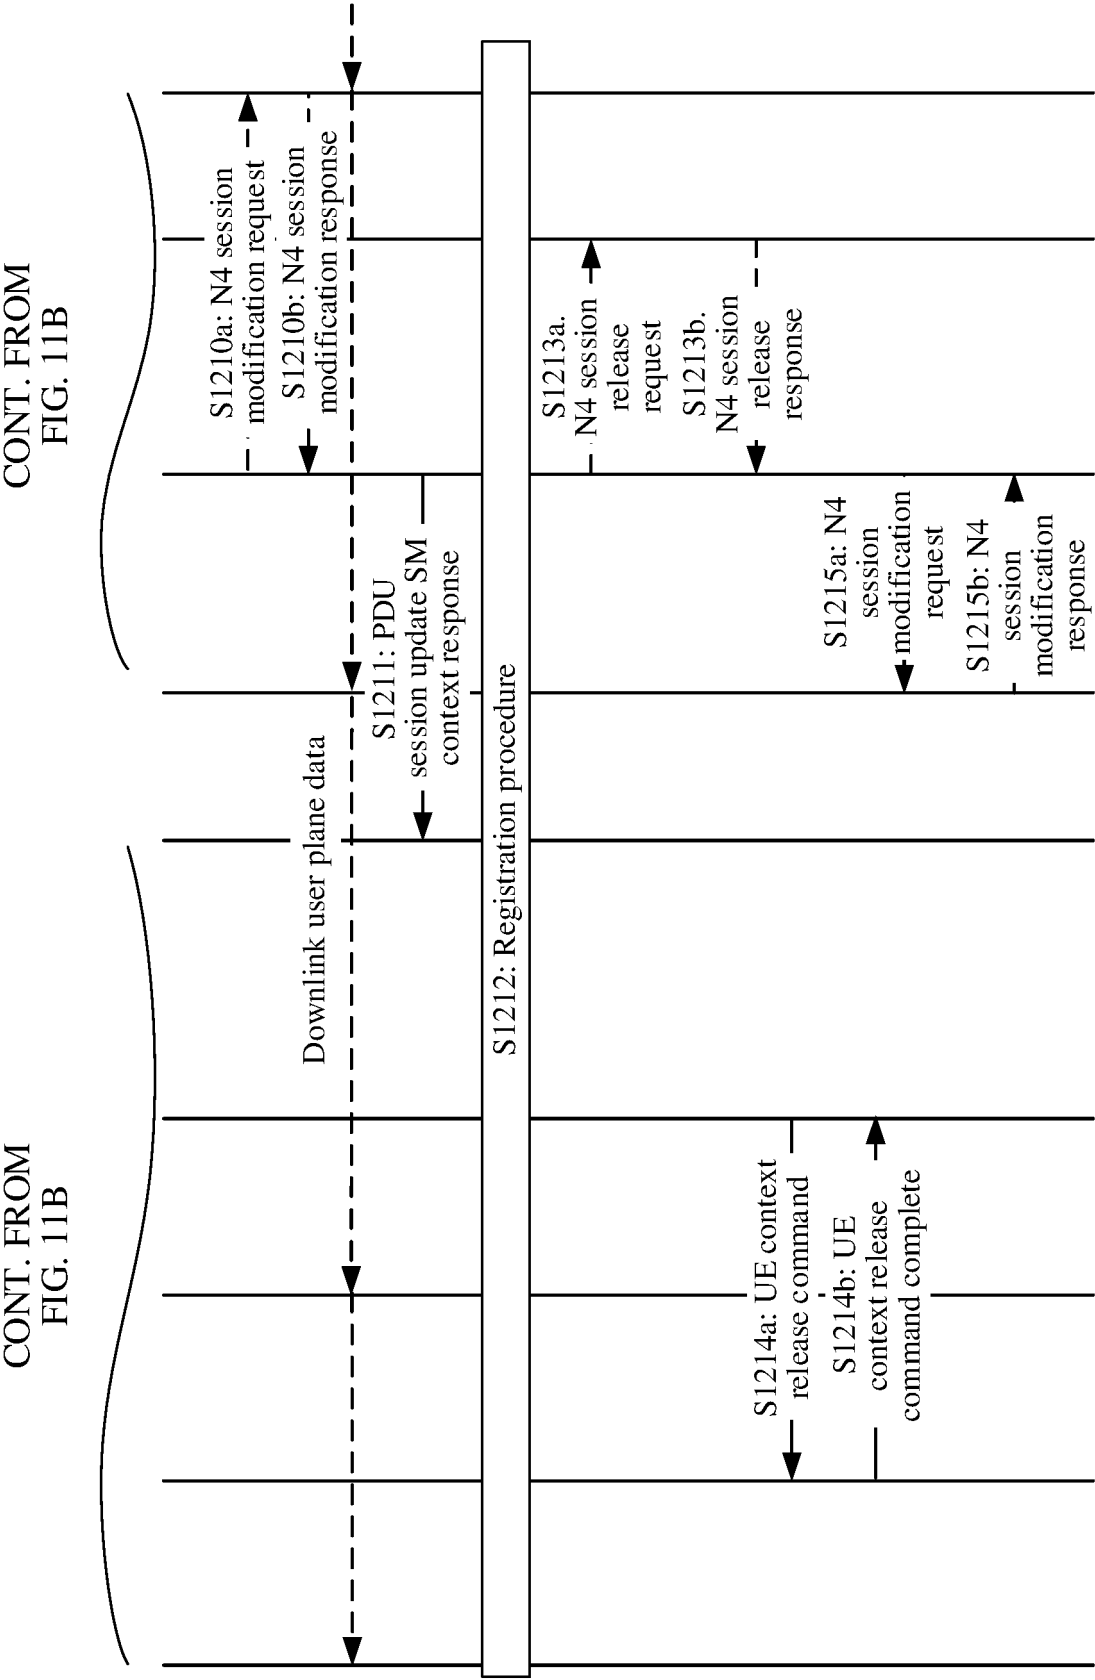 CONT. FROM
FIG. 11B
CONT. FROM
FIG. 11B
S1210a: N4 session
modification request
S1210b: N4 session
modification response
Downlink user plane data
S1211: PDU
session update SM
context response
S1212: Registration procedure
S1213a.
N4 session
release
request
S1213b.
N4 session
release
response
S1214a: UE context
release command
S1214b: UE
context release
command complete
S1215a: N4
session
modification
request
S1215b: N4
session
modification
response